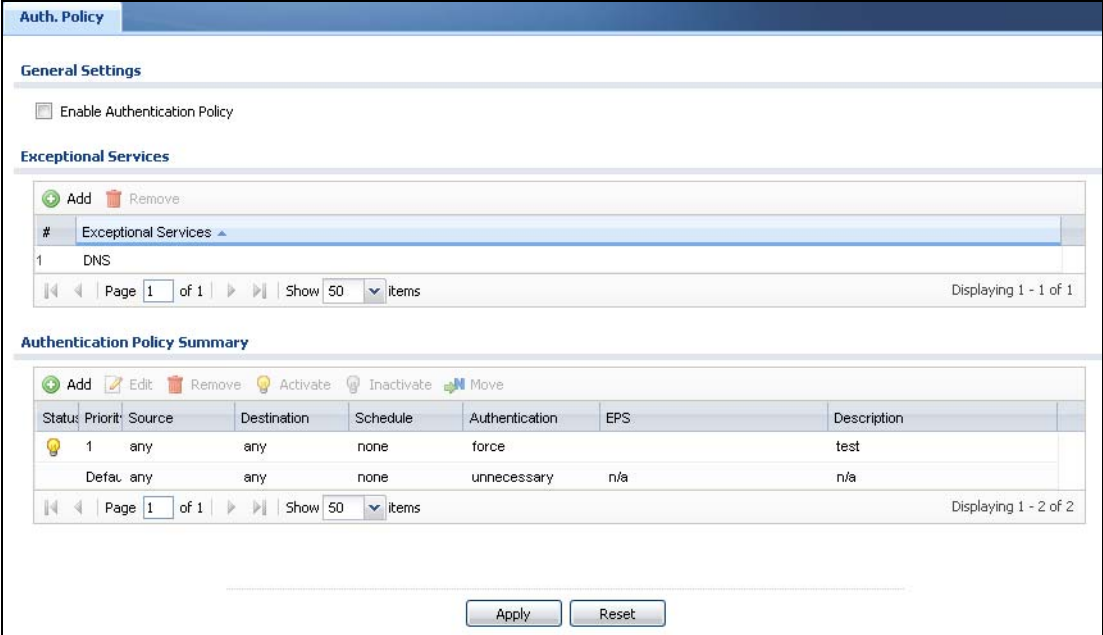 Auth. Policy
General Settings
Enable Authentication Policy
Exceptional Services
Add Remove
# Exceptional Services
1 DNS
Page 1 of 1 Show 50 items Displaying 1 - 1 of 1
Authentication Policy Summary
Add Edit Remove Activate Inactivate Move
Status Priority Source Destination Schedule Authentication EPS Description
1 any any none force test
Defau any any none unnecessary n/a n/a
Page 1 of 1 Show 50 items Displaying 1 - 2 of 2
Apply Reset